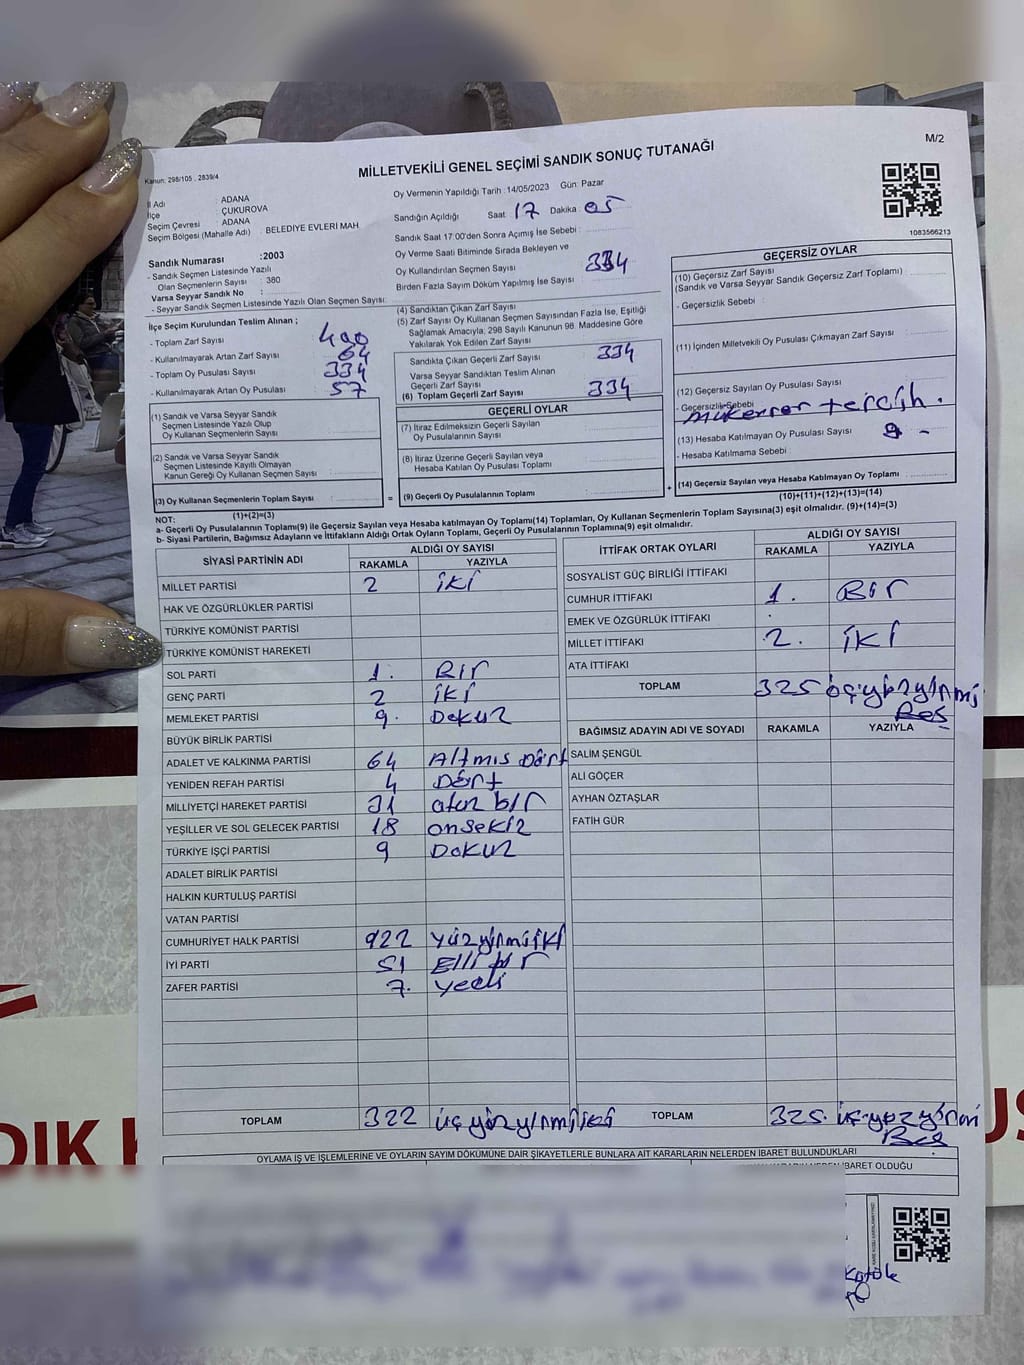 M/2
MİLLETVEKİLİ GENEL SEÇİMİ SANDIK SONUÇ TUTANAĞI
Kanun: 298/105 , 2839/4
İl Adı : ADANA
İlçe : ÇUKUROVA
Seçim Çevresi : ADANA
Seçim Bölgesi (Mahalle Adı) : BELEDİYE EVLERİ MAH
Sandık Numarası :2003
- Sandık Seçmen Listesinde Yazılı
Olan Seçmenlerin Sayısı : 380
Varsa Seyyar Sandık No :
- Seyyar Sandık Seçmen Listesinde Yazılı Olan Seçmen Sayısı:
İlçe Seçim Kurulundan Teslim Alınan ;
- Toplam Zarf Sayısı : 400
- Kullanılmayarak Artan Zarf Sayısı : 64
- Toplam Oy Pusulası Sayısı : 334
- Kullanılmayarak Artan Oy Pusulası : 57
Oy Vermenin Yapıldığı Tarih :14/05/2023 Gün: Pazar
Sandığın Açıldığı Saat 17 Dakika 05
Sandık Saat 17:00'den Sonra Açımış İse Sebebi :
Oy Verme Saati Bitiminde Sırada Bekleyen ve
Oy Kullandırılan Seçmen Sayısı : 334
Birden Fazla Sayım Döküm Yapılmış İse Sayısı :
(4) Sandıktan Çıkan Zarf Sayısı :
(5) Zarf Sayısı Oy Kullanan Seçmen Sayısından Fazla İse, Eşitliği
Sağlamak Amacıyla; 298 Sayılı Kanunun 98. Maddesine Göre
Yakılarak Yok Edilen Zarf Sayısı :
Sandıkta Çıkan Geçerli Zarf Sayısı : 334
Varsa Seyyar Sandıktan Teslim Alınan
Geçerli Zarf Sayısı :
(6) Toplam Geçerli Zarf Sayısı : 334
1083566213
GEÇERSİZ OYLAR
(10) Geçersiz Zarf Sayısı :
(Sandık ve Varsa Seyyar Sandık Geçersiz Zarf Toplamı)
- Geçersizlik Sebebi :
(11) İçinden Milletvekili Oy Pusulası Çıkmayan Zarf Sayısı :
(12) Geçersiz Sayılan Oy Pusulası Sayısı :
- Geçersizlik Sebebi : mükerrer tercih.
(13) Hesaba Katılmayan Oy Pusulası Sayısı : 9 -
- Hesaba Katılmama Sebebi :
(14) Geçersiz Sayılan veya Hesaba Katılmayan Oy Toplamı :
(10)+(11)+(12)+(13)=(14)
(1) Sandık ve Varsa Seyyar Sandık
Seçmen Listesinde Yazılı Olup
Oy Kullanan Seçmenlerin Sayısı :
(2) Sandık ve Varsa Seyyar Sandık
Seçmen Listesinde Kayıtlı Olmayan
Kanun Gereği Oy Kullanan Seçmen Sayısı :
(3) Oy Kullanan Seçmenlerin Toplam Sayısı :
(1)+(2)=(3)
=
GEÇERLİ OYLAR
(7) İtiraz Edilmeksizin Geçerli Sayılan
Oy Pusulalarının Sayısı :
(8) İtiraz Üzerine Geçerli Sayılan veya
Hesaba Katılan Oy Pusulası Toplamı :
(9) Geçerli Oy Pusulalarının Toplamı :
+
NOT:
a- Geçerli Oy Pusulalarının Toplamı(9) ile Geçersiz Sayılan veya Hesaba katılmayan Oy Toplamı(14) Toplamları, Oy Kullanan Seçmenlerin Toplam Sayısına(3) eşit olmalıdır. (9)+(14)=(3)
b- Siyasi Partilerin, Bağımsız Adayların ve İttifakların Aldığı Ortak Oyların Toplamı, Geçerli Oy Pusulalarının Toplamına(9) eşit olmalıdır.
SİYASİ PARTİNİN ADI ALDIĞI OY SAYISI
RAKAMLA YAZIYLA
MİLLET PARTİSİ 2 iki
HAK VE ÖZGÜRLÜKLER PARTİSİ
TÜRKİYE KOMÜNİST PARTİSİ
TÜRKİYE KOMÜNİST HAREKETİ
SOL PARTİ 1. Bir
GENÇ PARTİ 2 iki
MEMLEKET PARTİSİ 9. Dokuz
BÜYÜK BİRLİK PARTİSİ
ADALET VE KALKINMA PARTİSİ 64 Altmıs Dört
YENİDEN REFAH PARTİSİ 4 Dört
MİLLİYETÇİ HAREKET PARTİSİ 31 otuz bir
YEŞİLLER VE SOL GELECEK PARTİSİ 18 onsekiz
TÜRKİYE İŞÇİ PARTİSİ 9 Dokuz
ADALET BİRLİK PARTİSİ
HALKIN KURTULUŞ PARTİSİ
VATAN PARTİSİ
CUMHURİYET HALK PARTİSİ 122 yüzyirmiiki
İYİ PARTİ 51 Elli bir
ZAFER PARTİSİ 7. yedi
TOPLAM 322 üçyüzyirmiiki
İTTİFAK ORTAK OYLARI ALDIĞI OY SAYISI
RAKAMLA YAZIYLA
SOSYALİST GÜÇ BİRLİĞİ İTTİFAKI
CUMHUR İTTİFAKI 1. Bir
EMEK VE ÖZGÜRLÜK İTTİFAKI
MİLLET İTTİFAKI 2. iki
ATA İTTİFAKI
TOPLAM 325 üçyüzyirmi
Beş
BAĞIMSIZ ADAYIN ADI VE SOYADI RAKAMLA YAZIYLA
SALİM ŞENGÜL
ALİ GÖÇER
AYHAN ÖZTAŞLAR
FATİH GÜR
TOPLAM 325. üçyüzyirmi
Beş
OYLAMA İŞ VE İŞLEMLERİNE VE OYLARIN SAYIM DÖKÜMÜNE DAİR ŞİKAYETLERLE BUNLARA AİT KARARLARIN NELERDEN İBARET BULUNDUKLARI
İBARET OLDUĞU